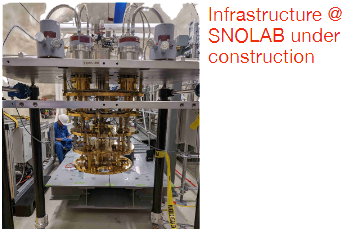 Infrastructure @
SNOLAB under
construction